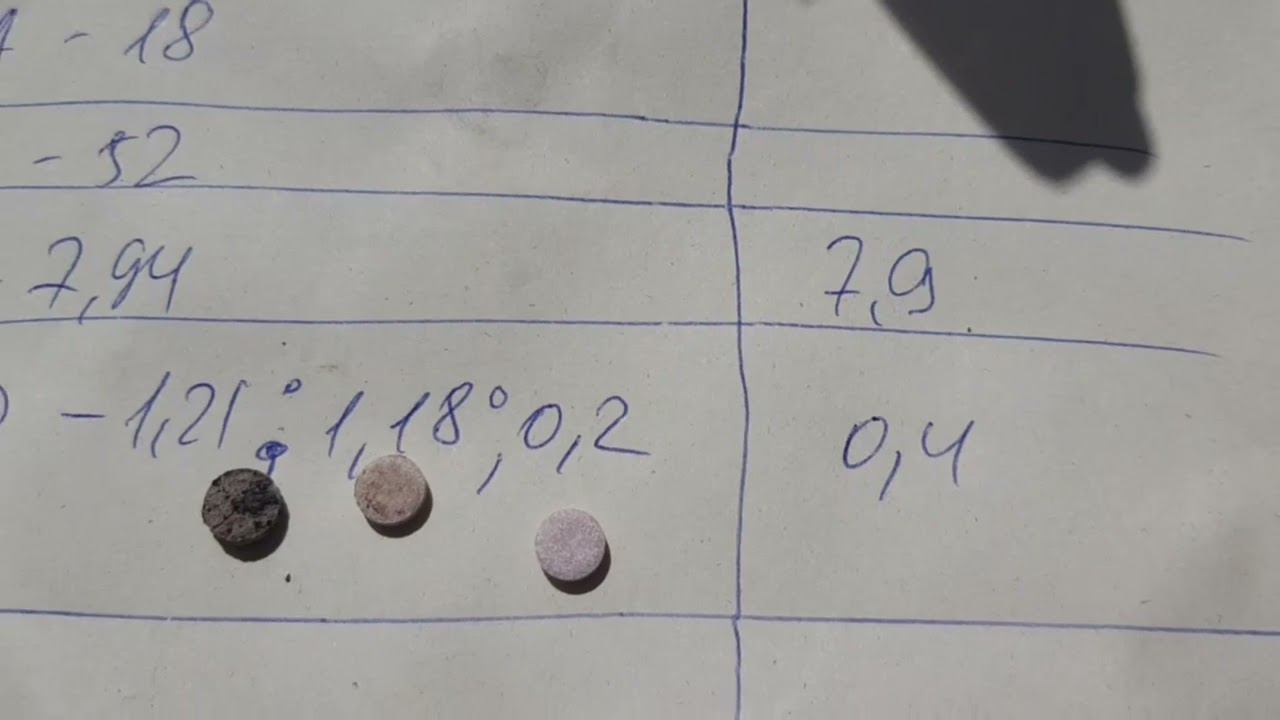 - 18
- 52
7,94 7,9
- 1,21; 1,18; 0,2 0,4